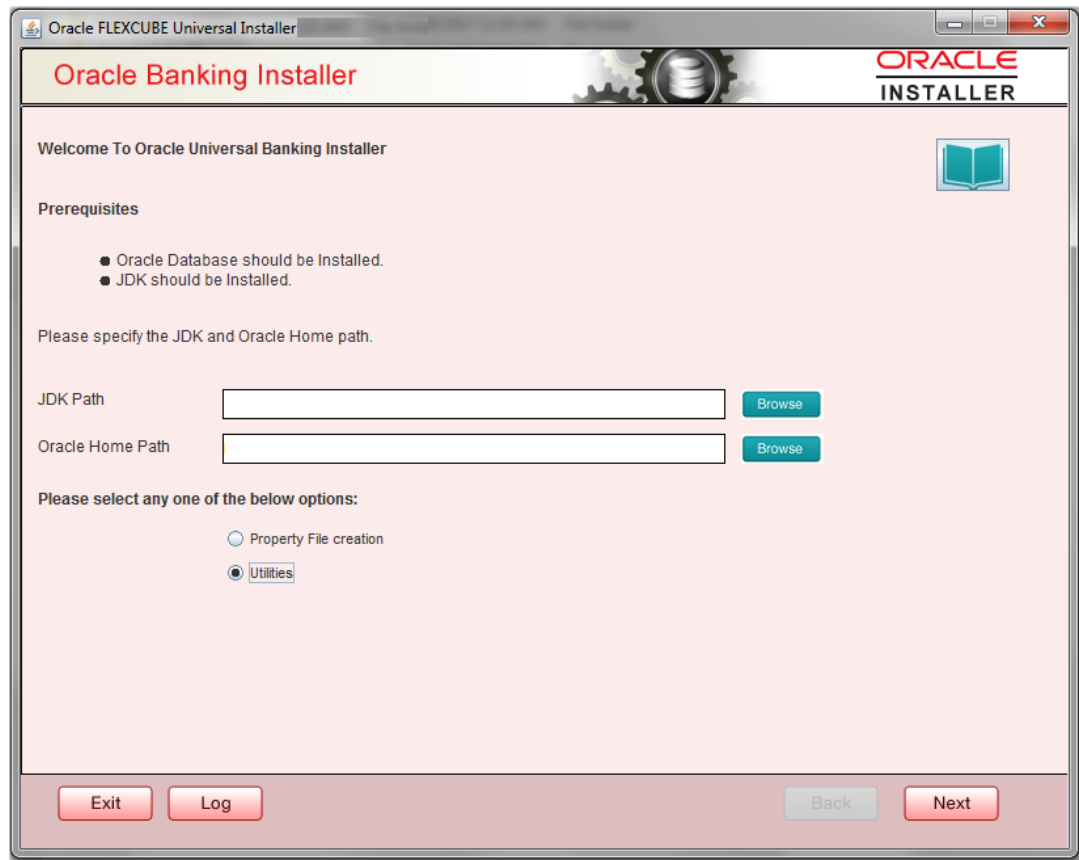 Oracle FLEXCUBE Universal Installer
Oracle Banking Installer
ORACLE
INSTALLER
Welcome To Oracle Universal Banking Installer
Prerequisites
Oracle Database should be Installed.
JDK should be Installed.
Please specify the JDK and Oracle Home path.
JDK Path
Browse
Oracle Home Path
Browse
Please select any one of the below options:
Property File creation
Utilities
Exit
Log
Back
Next